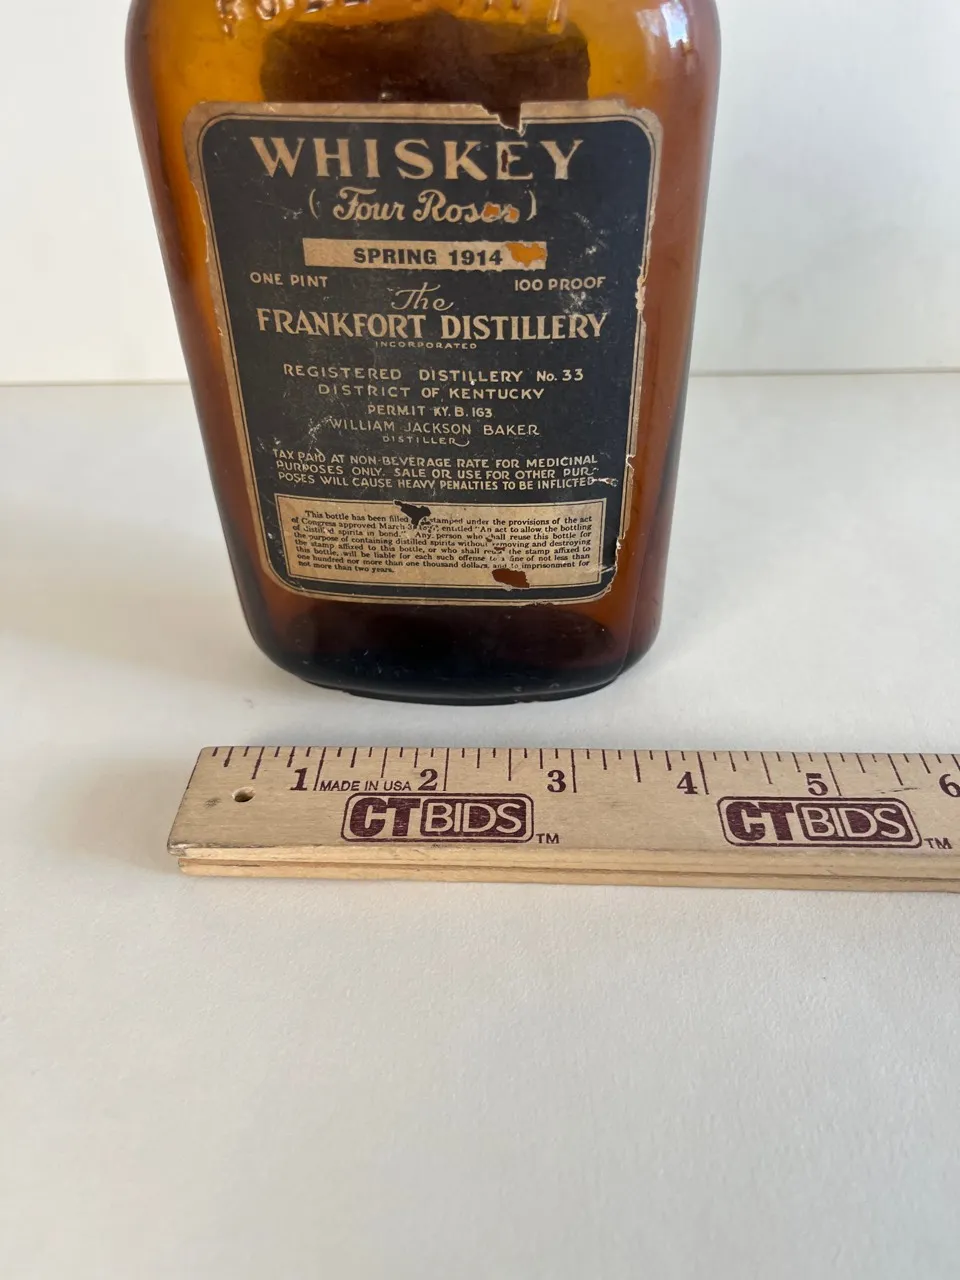 FULL PINT
WHISKEY
(Four Roses)
SPRING 1914
ONE PINT 100 PROOF
The
FRANKFORT DISTILLERY
INCORPORATED
REGISTERED DISTILLERY No. 33
DISTRICT OF KENTUCKY
PERMIT KY. B. 163
WILLIAM JACKSON BAKER
DISTILLER
TAX PAID AT NON-BEVERAGE RATE FOR MEDICINAL
PURPOSES ONLY. SALE OR USE FOR OTHER PUR-
POSES WILL CAUSE HEAVY PENALTIES TO BE INFLICTED
This bottle has been filled stamped under the provisions of the act
of Congress approved March entitled "An act to allow the bottling
of distilled spirits in bond." Any person who shall reuse this bottle for
the purpose of containing distilled spirits without removing and destroying
the stamp affixed to this bottle, or who shall reuse the stamp affixed to
this bottle, will be liable for each such offense to a fine of not less than
one hundred nor more than one thousand dollars, and to imprisonment for
not more than two years.
1 MADE IN USA 2 3 4 5 6
CTBIDS TM CTBIDS TM